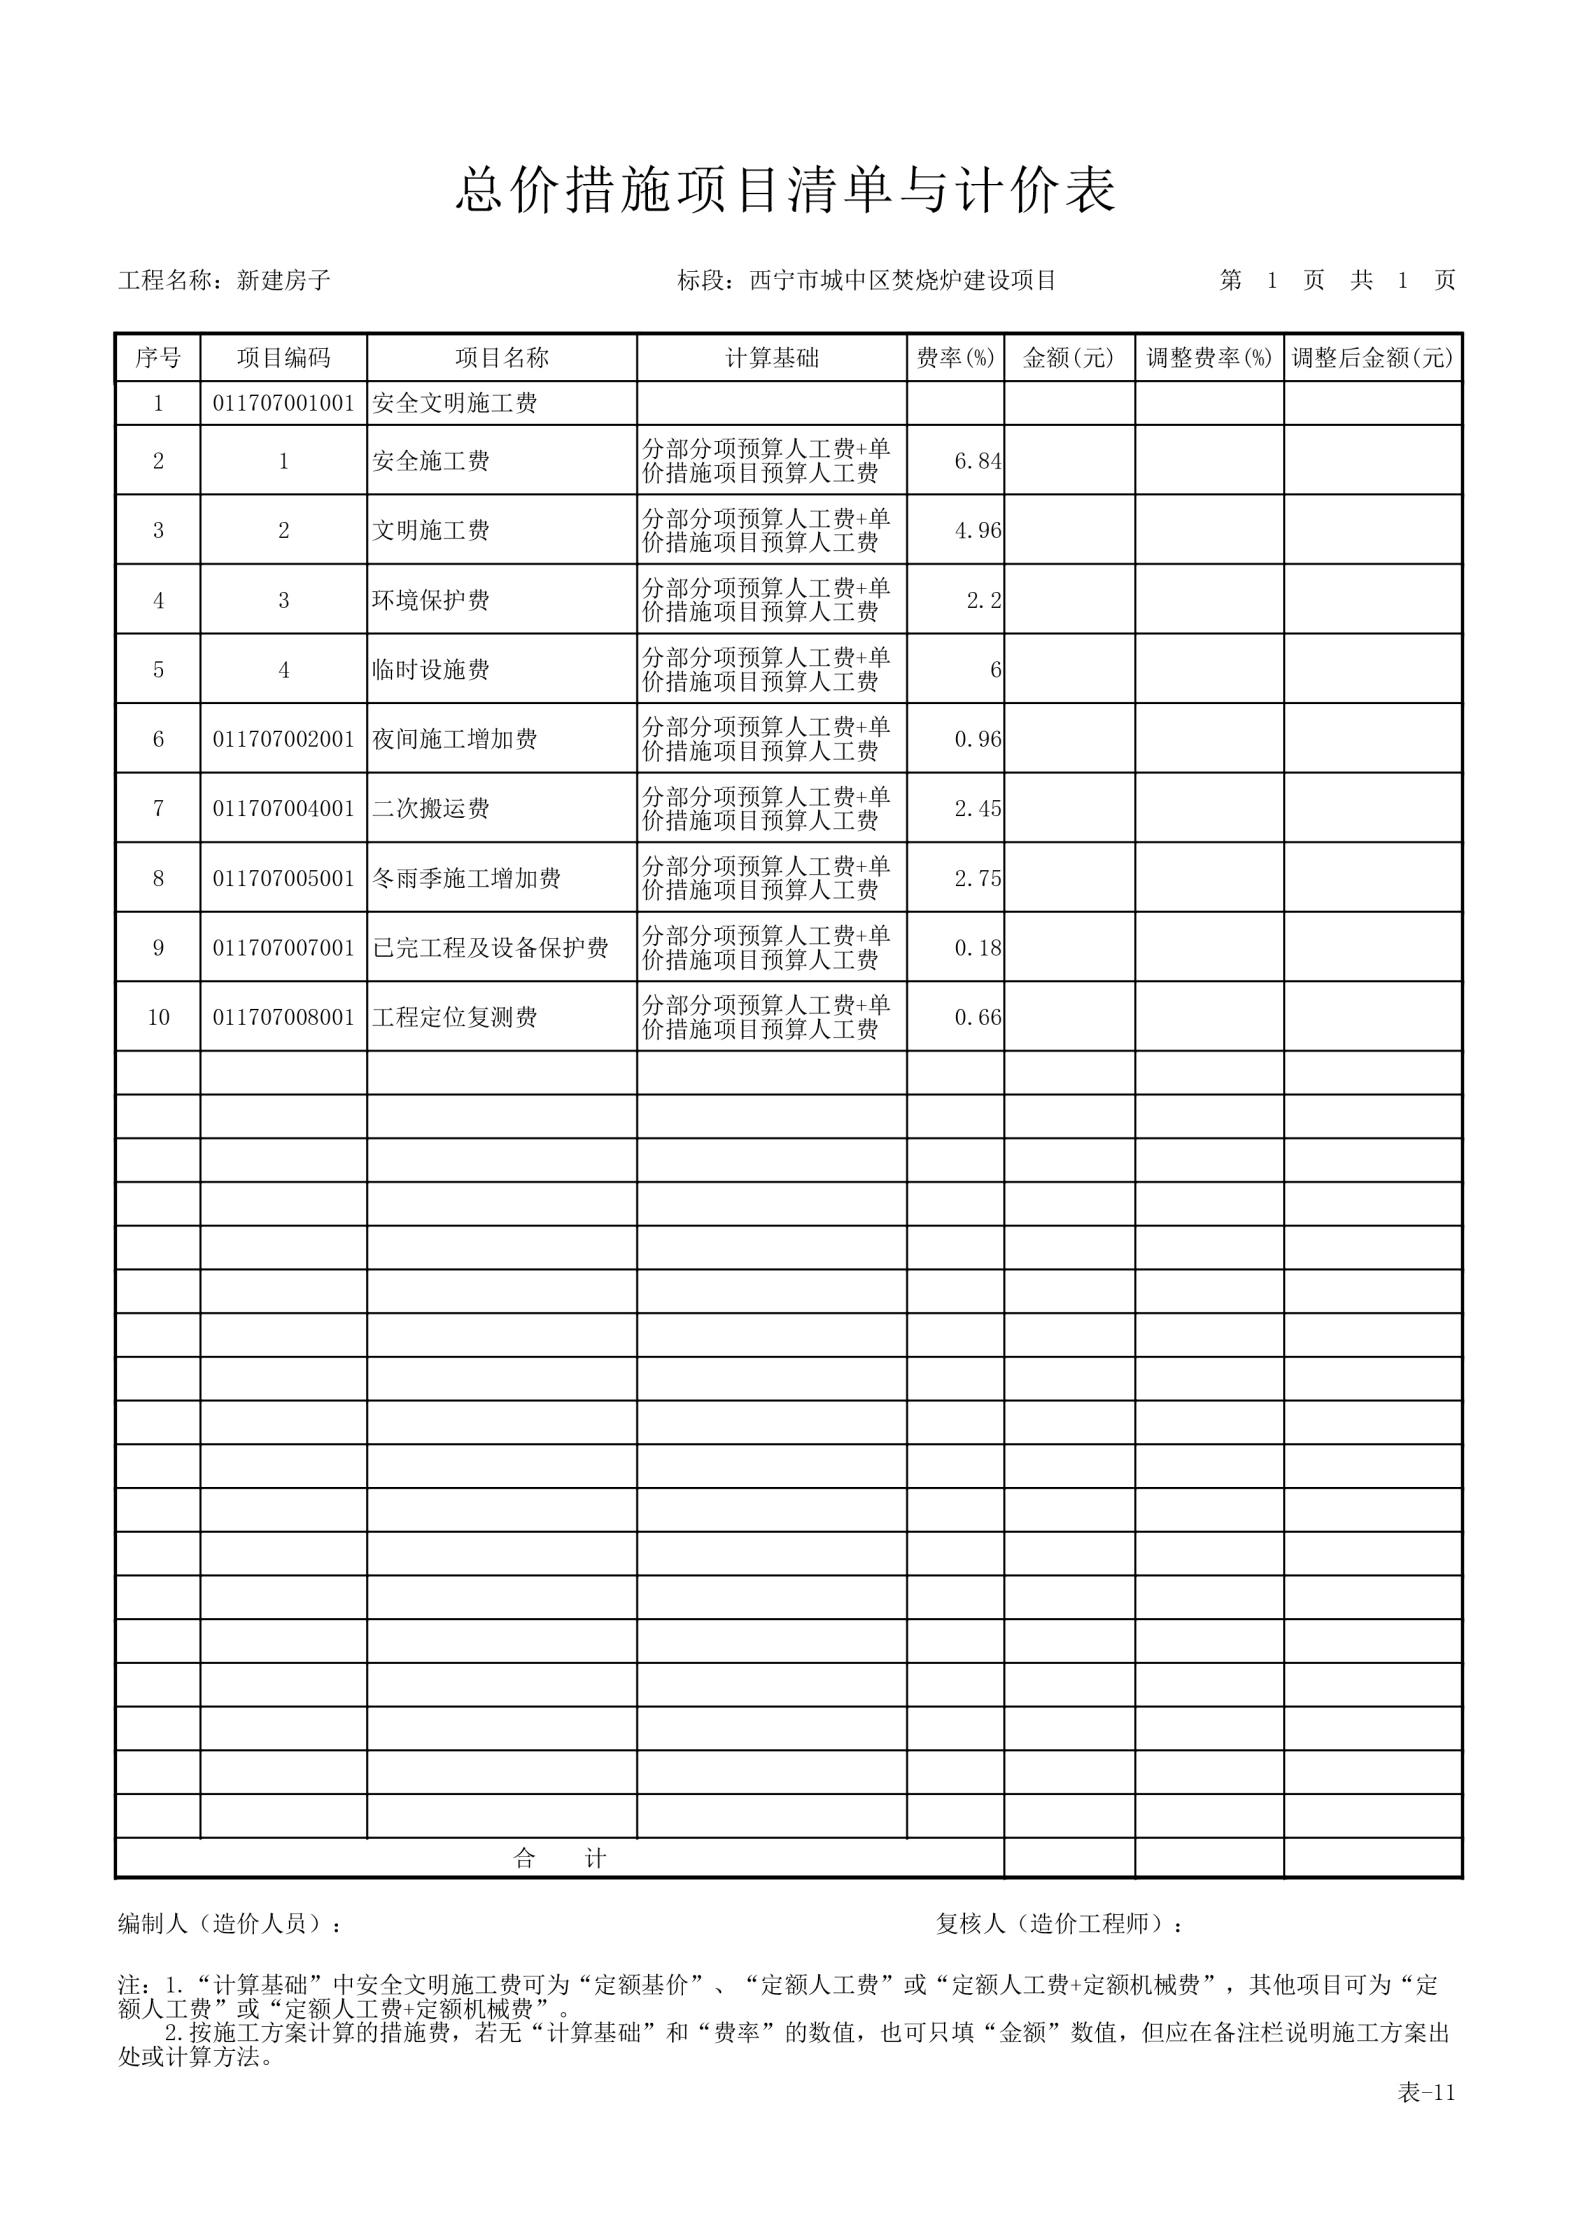 总价措施项目清单与计价表
工程名称：新建房子 标段：西宁市城中区焚烧炉建设项目 第 1 页 共 1 页
序号 项目编码 项目名称 计算基础 费率(%) 金额(元) 调整费率(%) 调整后金额(元)
1 011707001001 安全文明施工费
2 1 安全施工费 分部分项预算人工费+单
价措施项目预算人工费 6.84
3 2 文明施工费 分部分项预算人工费+单
价措施项目预算人工费 4.96
4 3 环境保护费 分部分项预算人工费+单
价措施项目预算人工费 2.2
5 4 临时设施费 分部分项预算人工费+单
价措施项目预算人工费 6
6 011707002001 夜间施工增加费 分部分项预算人工费+单
价措施项目预算人工费 0.96
7 011707004001 二次搬运费 分部分项预算人工费+单
价措施项目预算人工费 2.45
8 011707005001 冬雨季施工增加费 分部分项预算人工费+单
价措施项目预算人工费 2.75
9 011707007001 已完工程及设备保护费 分部分项预算人工费+单
价措施项目预算人工费 0.18
10 011707008001 工程定位复测费 分部分项预算人工费+单
价措施项目预算人工费 0.66
合 计
编制人（造价人员）： 复核人（造价工程师）：
注：1.“计算基础”中安全文明施工费可为“定额基价”、“定额人工费”或“定额人工费+定额机械费”，其他项目可为“定
额人工费”或“定额人工费+定额机械费”。
2.按施工方案计算的措施费，若无“计算基础”和“费率”的数值，也可只填“金额”数值，但应在备注栏说明施工方案出
处或计算方法。
表-11